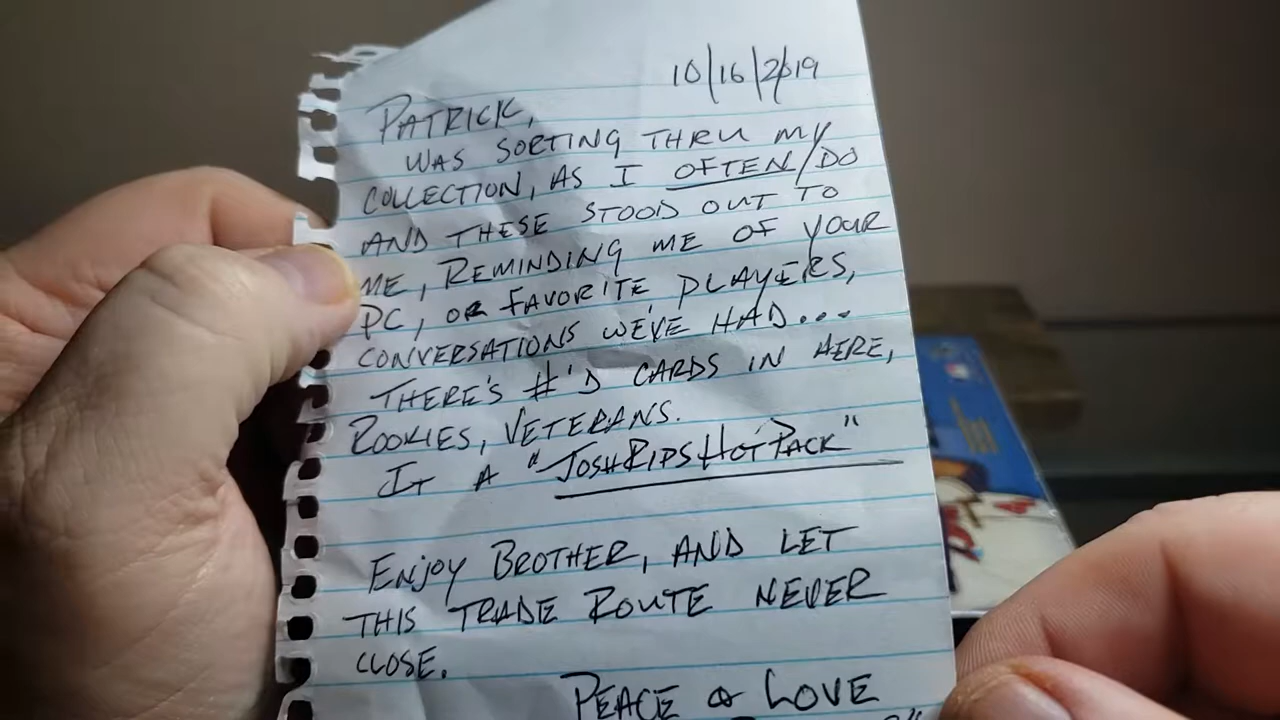 10/16/2019
PATRICK,
WAS SORTING THRU MY
COLLECTION, AS I OFTEN/DO
AND THESE STOOD OUT TO
ME, REMINDING ME OF YOUR
PC, OR FAVORITE PLAYERS,
CONVERSATIONS WE'VE HAD...
THERE'S #'D CARDS IN HERE,
ROOKIES, VETERANS.
IT A "JOSHRIPSHOTPACK"
ENJOY BROTHER, AND LET
THIS TRADE ROUTE NEVER
CLOSE.
PEACE & LOVE